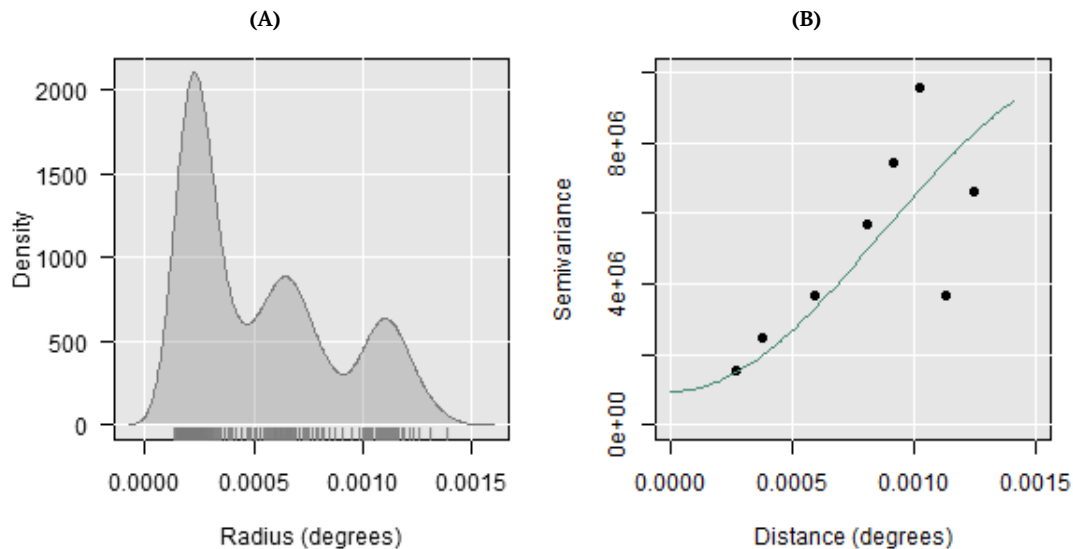 (A)
Density
2000
1500
1000
500
0
0.0000 0.0005 0.0010 0.0015
Radius (degrees)
(B)
Semivariance
8e+06
4e+06
0e+00
0.0000 0.0005 0.0010 0.0015
Distance (degrees)